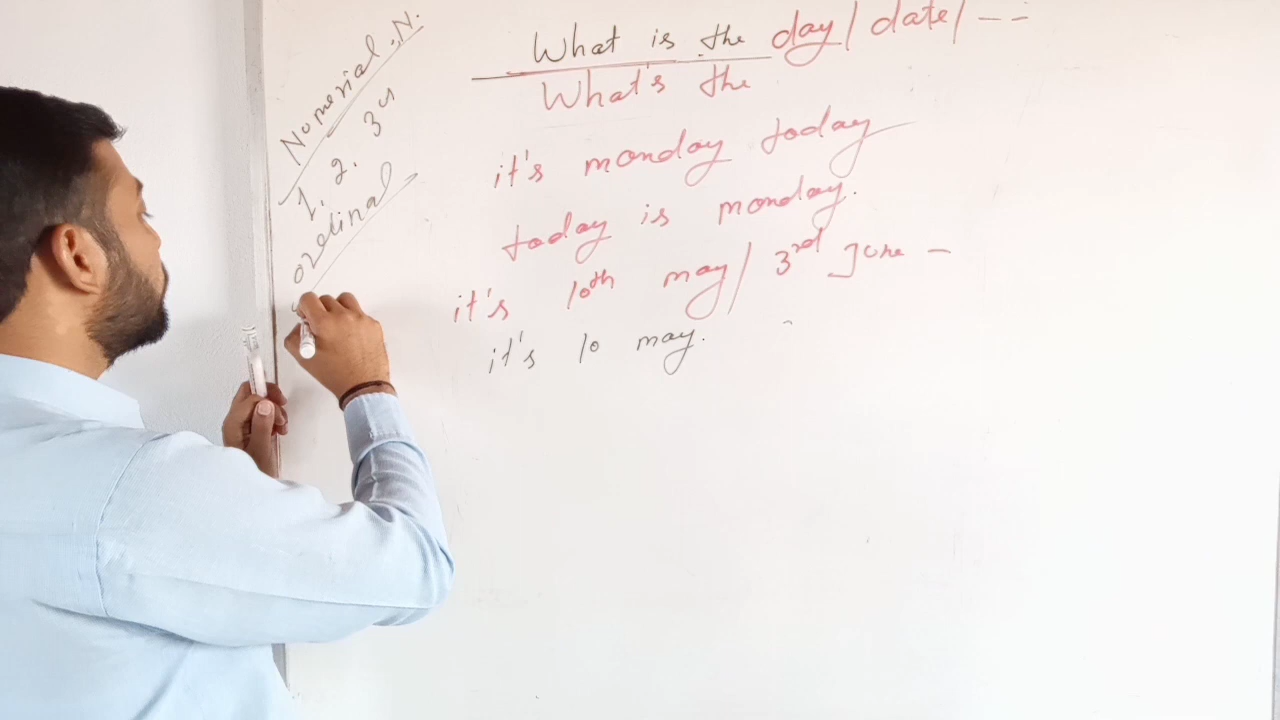 Numerial .N.
1, 2. 3
ordinal
What is the day/ date/ - -
What's the
it's monday today
today is monday.
it's 10th may/ 3rd June -
it's 10 may.